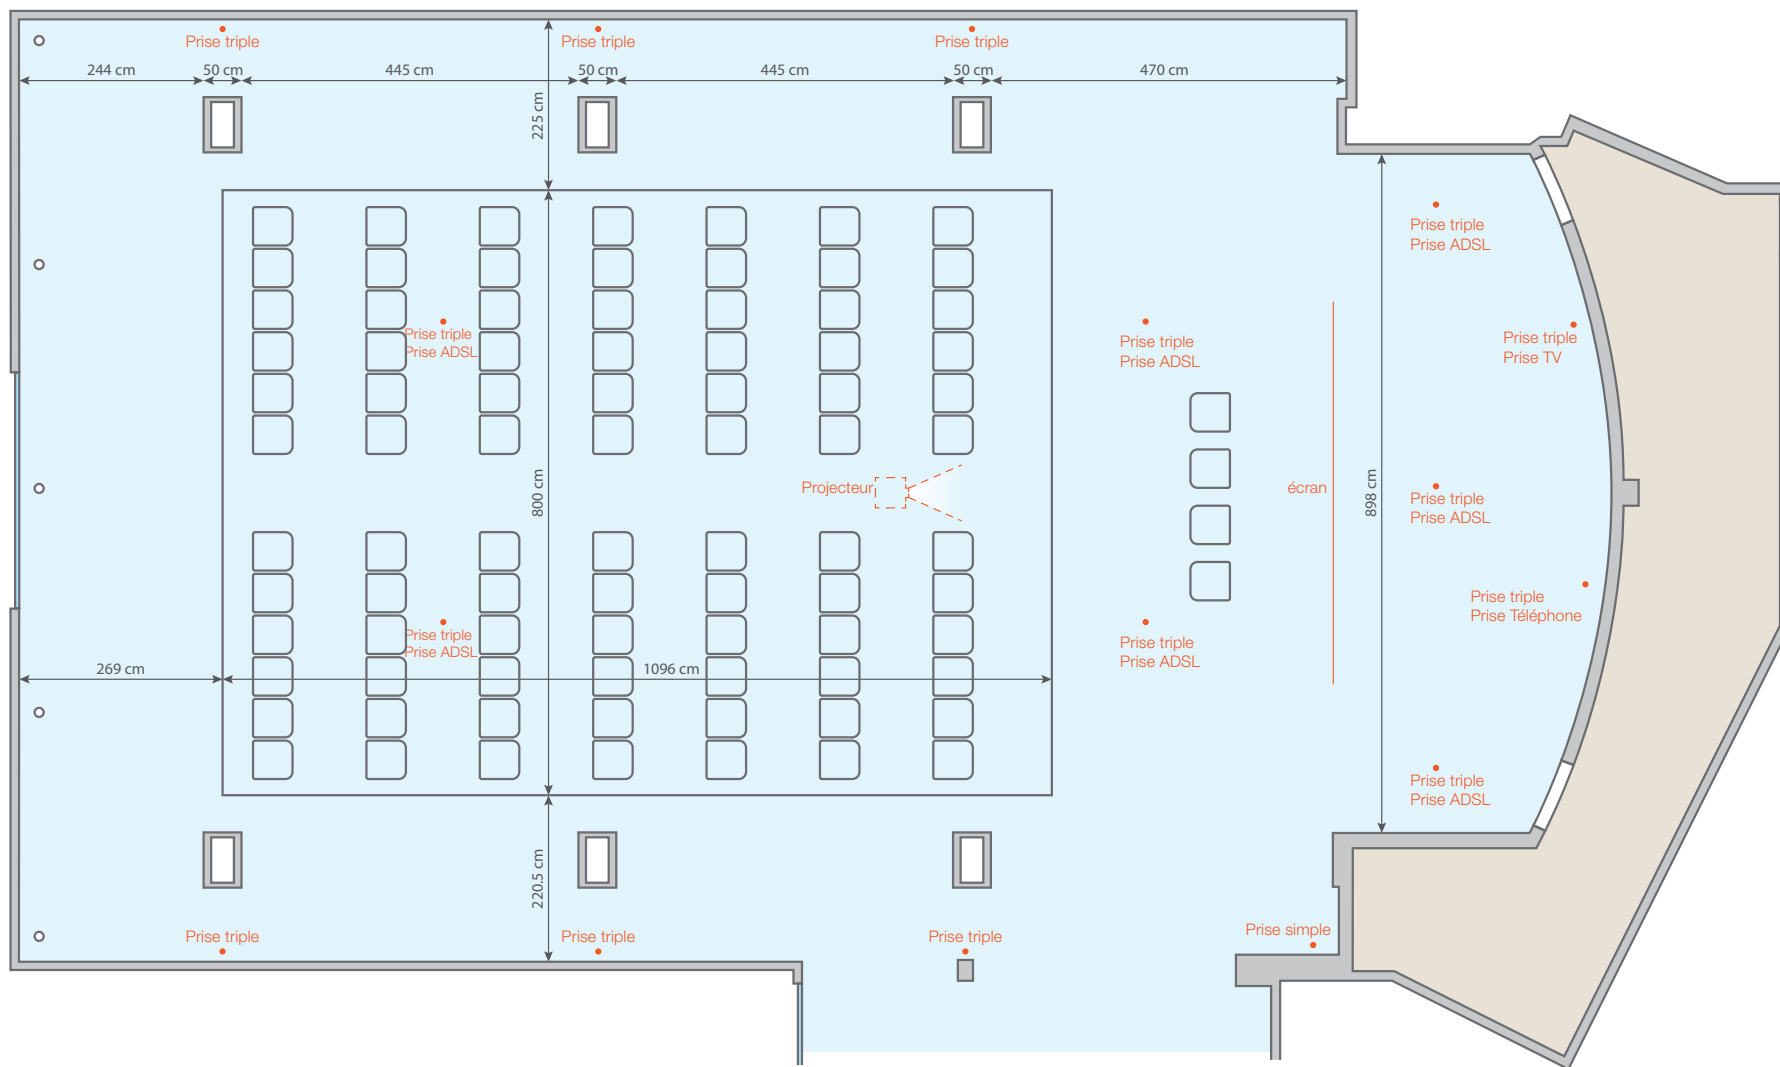 Prise triple
Prise triple
Prise triple
244 cm
50 cm
445 cm
50 cm
445 cm
50 cm
470 cm
225 cm
Prise triple
Prise ADSL
Prise triple
Prise ADSL
Prise triple
Prise ADSL
Prise triple
Prise TV
Projecteur
écran
800 cm
898 cm
Prise triple
Prise ADSL
Prise triple
Prise Téléphone
Prise triple
Prise ADSL
Prise triple
Prise ADSL
269 cm
1096 cm
Prise triple
Prise ADSL
220.5 cm
Prise triple
Prise triple
Prise triple
Prise simple